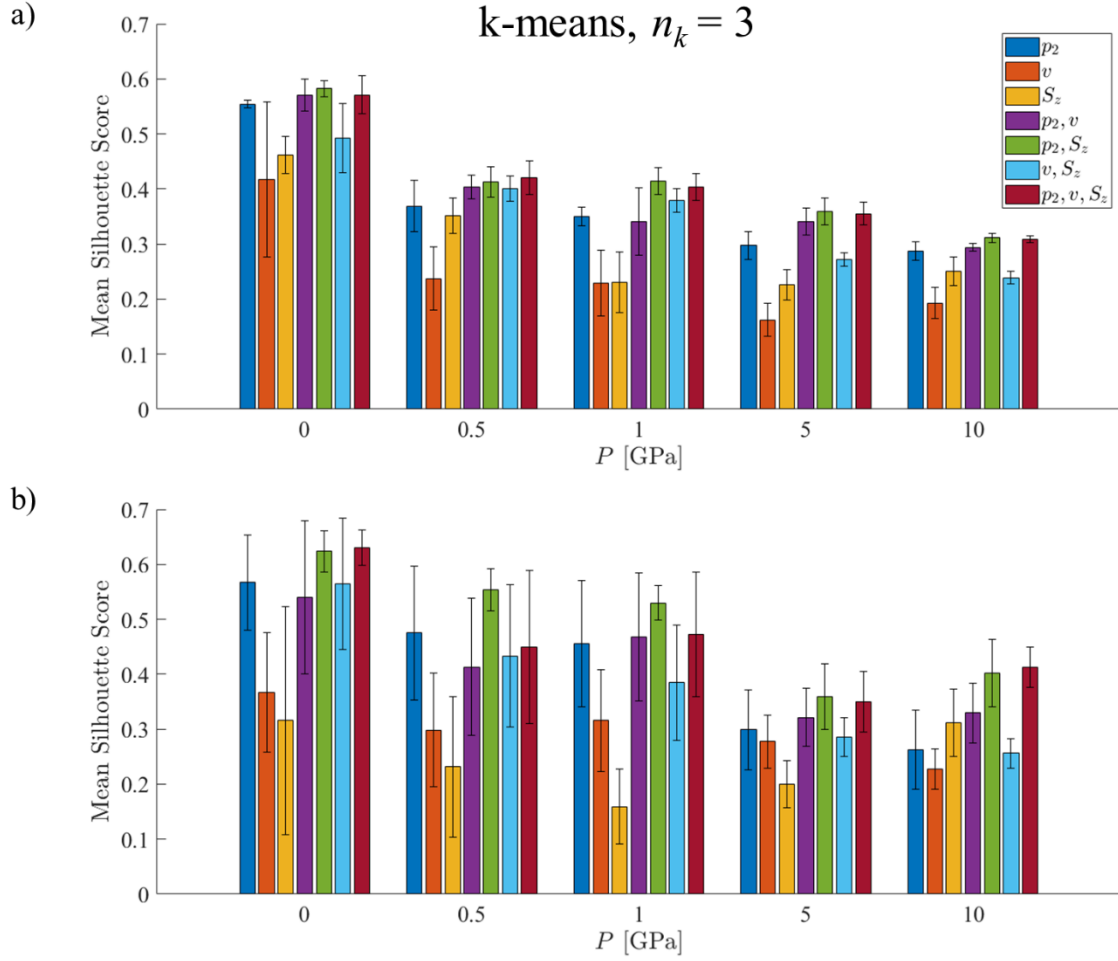 a)
k-means, n_k = 3
Mean Silhouette Score
0.7
0.6
0.5
0.4
0.3
0.2
0.1
0
p_2
v
S_z
p_2, v
p_2, S_z
v, S_z
p_2, v, S_z
0 0.5 1 5 10
P [GPa]
b)
Mean Silhouette Score
0.7
0.6
0.5
0.4
0.3
0.2
0.1
0
0 0.5 1 5 10
P [GPa]